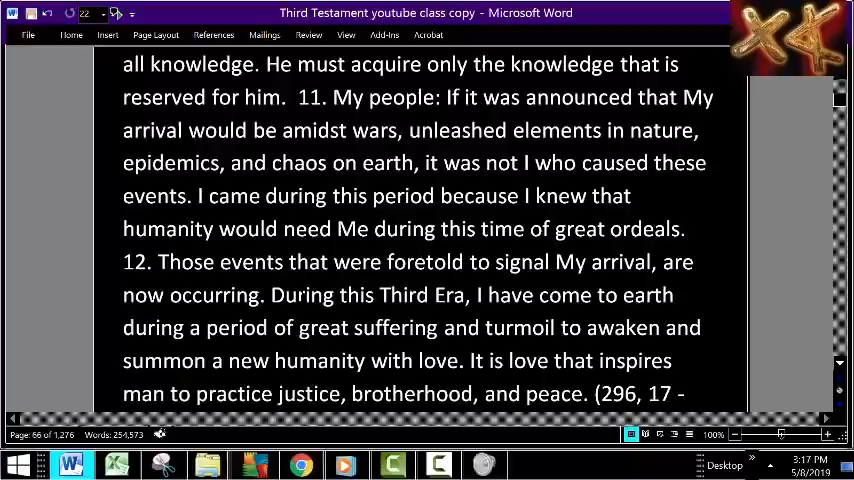 22
Third Testament youtube class copy - Microsoft Word
File Home Insert Page Layout References Mailings Review View Add-Ins Acrobat
all knowledge. He must acquire only the knowledge that is
reserved for him.  11. My people: If it was announced that My
arrival would be amidst wars, unleashed elements in nature,
epidemics, and chaos on earth, it was not I who caused these
events. I came during this period because I knew that
humanity would need Me during this time of great ordeals.
12. Those events that were foretold to signal My arrival, are
now occurring. During this Third Era, I have come to earth
during a period of great suffering and turmoil to awaken and
summon a new humanity with love. It is love that inspires
man to practice justice, brotherhood, and peace. (296, 17 -
Page: 66 of 1,276 Words: 254,573 100%
Desktop
3:17 PM
5/8/2019